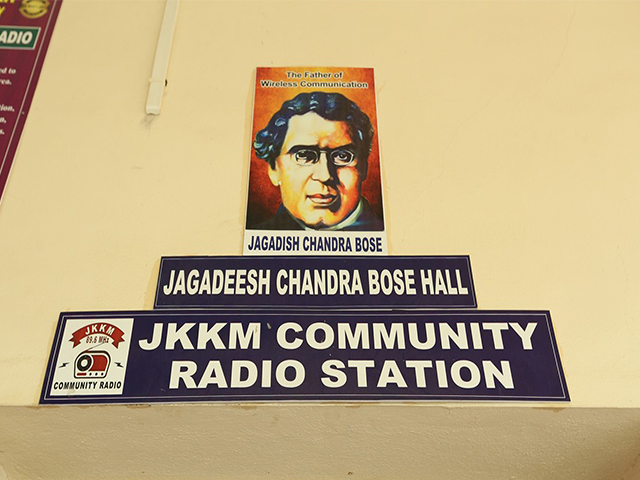 ADIO
The Father of
Wireless Communication
JAGADISH CHANDRA BOSE
JAGADEESH CHANDRA BOSE HALL
JKKM
89.6 MHz
COMMUNITY RADIO
JKKM COMMUNITY
RADIO STATION